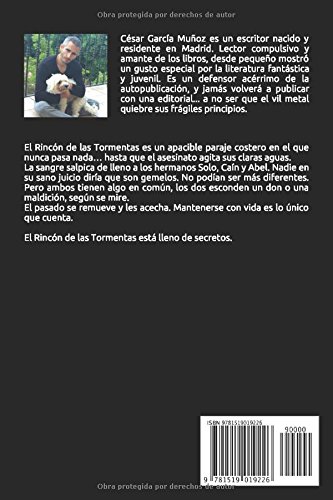 Obra protegida por derechos de autor
César García Muñoz es un escritor nacido y
residente en Madrid. Lector compulsivo y
amante de los libros, desde pequeño mostró
un gusto especial por la literatura fantástica
y juvenil. Es un defensor acérrimo de la
autopublicación, y jamás volverá a publicar
con una editorial... a no ser que el vil metal
quiebre sus frágiles principios.
El Rincón de las Tormentas es un apacible paraje costero en el
que nunca pasa nada... hasta que el asesinato agita sus claras aguas.
La sangre salpica de lleno a los hermanos Solo, Caín y Abel. Nadie en
su sano juicio diría que son gemelos. No podían ser más diferentes.
Pero ambos tienen algo en común, los dos esconden un don o una
maldición, según se mire.
El pasado se remueve y les acecha. Mantenerse con vida es lo único
que cuenta.
El Rincón de las Tormentas está lleno de secretos.
ISBN 9781519019226
90000
9 781519 019226
Obra protegida por derechos de autor